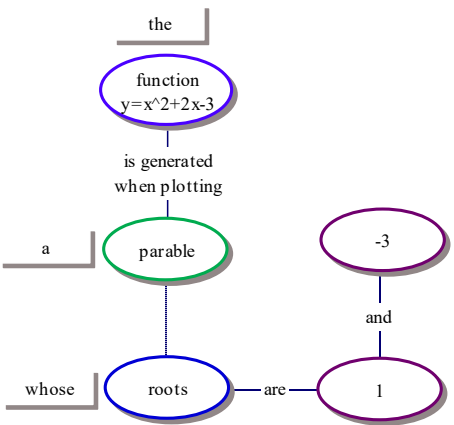 the
function
y=x^2+2x-3
is generated
when plotting
a
parable
-3
and
whose
roots
are
1